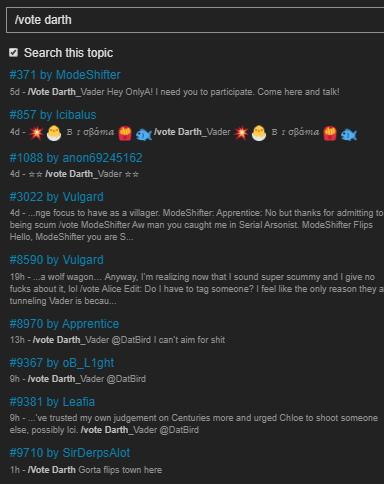 /vote darth
Search this topic
#371 by ModeShifter
5d - /Vote Darth_Vader Hey OnlyA! I need you to participate. Come here and talk!
#857 by Icibalus
4d - 💥🐣 B r σβάmα 🍟🐟 /vote Darth_Vader 💥🐣 B r σβάmα 🍟🐟
#1088 by anon69245162
4d - ☆☆ /vote Darth_Vader ☆☆
#3022 by Vulgard
4d - ...nge focus to have as a villager. ModeShifter: Apprentice: No but thanks for admitting to
being scum /vote ModeShifter Aw man you caught me in Serial Arsonist. ModeShifter Flips
Hello, ModeShifter you are S...
#8590 by Vulgard
19h - ...a wolf wagon… Anyway, I'm realizing now that I sound super scummy and I give no
fucks about it, lol /vote Alice Edit: Do I have to tag someone? I feel like the only reason they a
tunneling Vader is becau...
#8970 by Apprentice
13h - /vote Darth_Vader @DatBird I can't aim for shit
#9367 by oB_L1ght
9h - /vote Darth_Vader @DatBird
#9381 by Leafia
9h - ...'ve trusted my own judgement on Centuries more and urged Chloe to shoot someone
else, possibly Ici. /vote Darth_Vader @DatBird
#9710 by SirDerpsAlot
1h - /Vote Darth Gorta flips town here